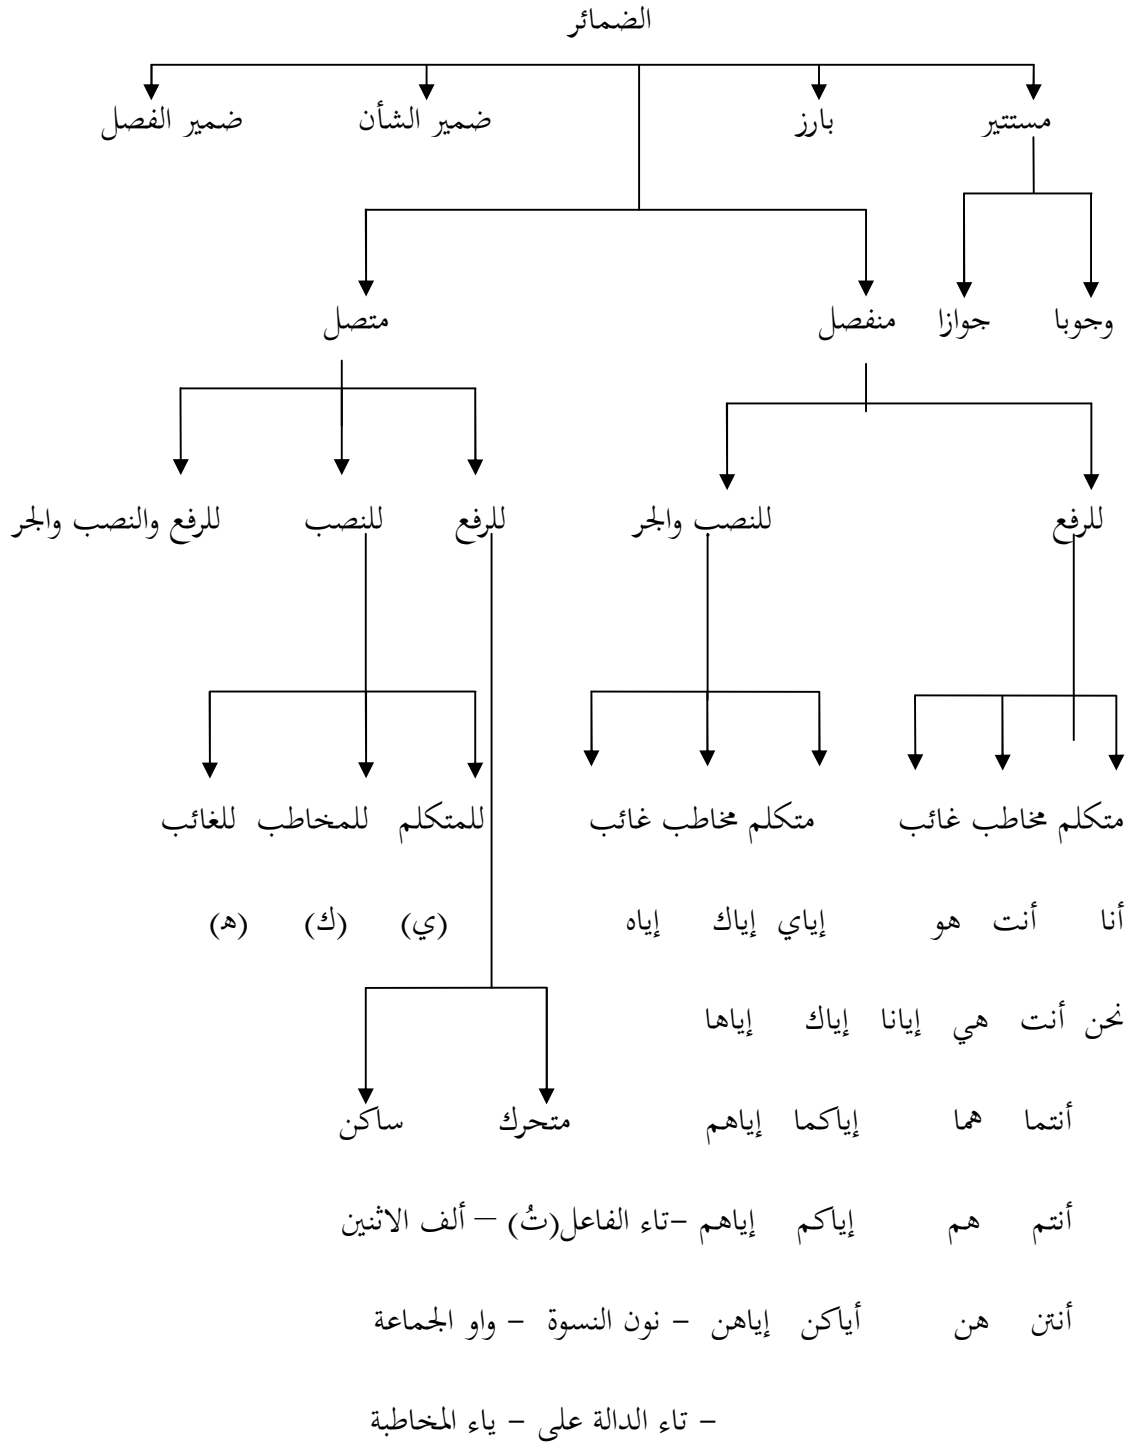 الضمائر
مستتير بارز ضمير الشأن ضمير الفصل
وجوبا جوازا منفصل متصل
للرفع للنصب والجر للرفع للنصب للرفع والنصب والجر
متكلم مخاطب غائب متكلم مخاطب غائب للمتكلم للمخاطب للغائب
أنا أنت هو إياي إياك إياه (ي) (ك) (ه)
نحن أنت هي إيانا إياك إياها
أنتما هما إياكما إياهم متحرك ساكن
أنتم هم إياكم إياهم –تاء الفاعل(تُ) – ألف الاثنين
أنتن هن أياكن إياهن – نون النسوة – واو الجماعة
– تاء الدالة على – ياء المخاطبة